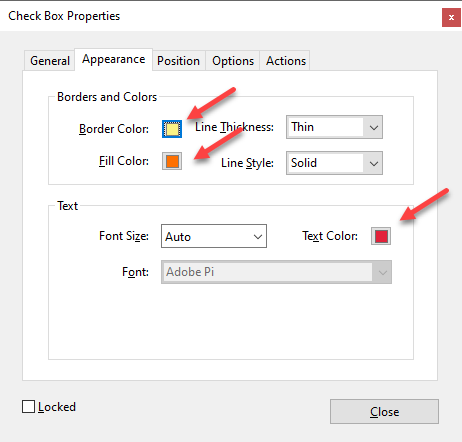 Check Box Properties
x
General Appearance Position Options Actions
Borders and Colors
Border Color: Line Thickness: Thin
Fill Color: Line Style: Solid
Text
Font Size: Auto Text Color:
Font: Adobe Pi
Locked Close